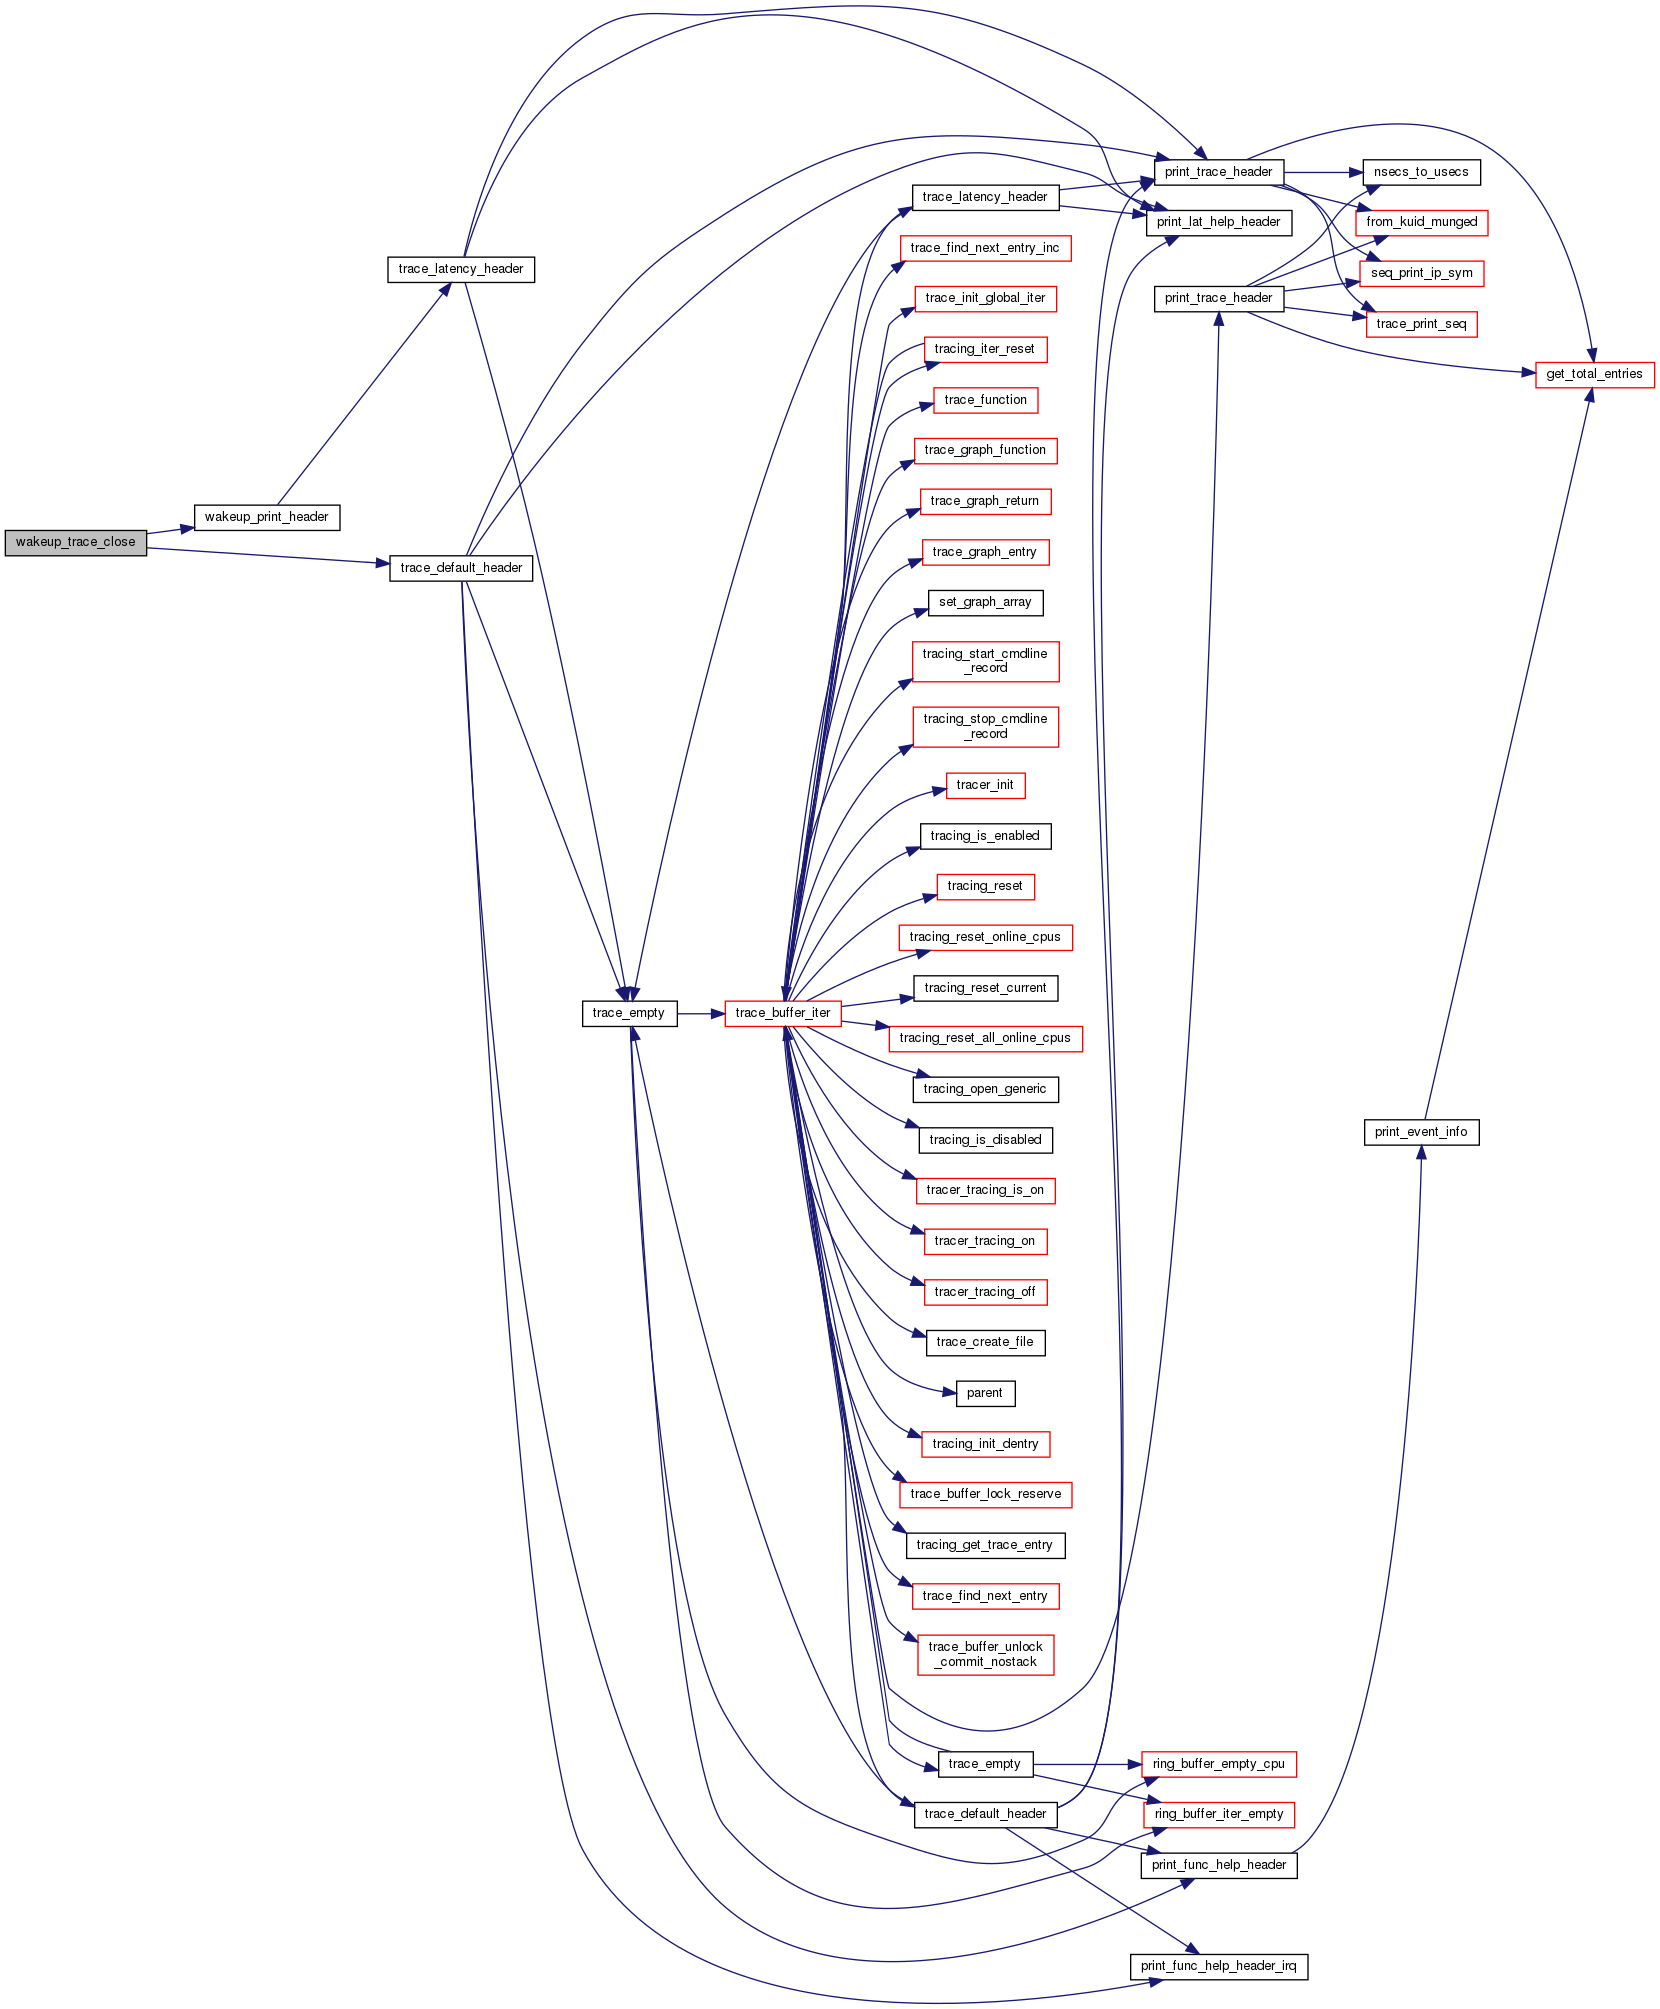 wakeup_trace_close
wakeup_print_header
trace_latency_header
trace_default_header
trace_empty
trace_buffer_iter
trace_latency_header
trace_find_next_entry_inc
trace_init_global_iter
tracing_iter_reset
trace_function
trace_graph_function
trace_graph_return
trace_graph_entry
set_graph_array
tracing_start_cmdline
_record
tracing_stop_cmdline
_record
tracer_init
tracing_is_enabled
tracing_reset
tracing_reset_online_cpus
tracing_reset_current
tracing_reset_all_online_cpus
tracing_open_generic
tracing_is_disabled
tracer_tracing_is_on
tracer_tracing_on
tracer_tracing_off
trace_create_file
parent
tracing_init_dentry
trace_buffer_lock_reserve
tracing_get_trace_entry
trace_find_next_entry
trace_buffer_unlock
_commit_nostack
trace_empty
trace_default_header
print_trace_header
print_lat_help_header
print_trace_header
ring_buffer_empty_cpu
ring_buffer_iter_empty
print_func_help_header
print_func_help_header_irq
nsecs_to_usecs
from_kuid_munged
seq_print_ip_sym
trace_print_seq
print_event_info
get_total_entries